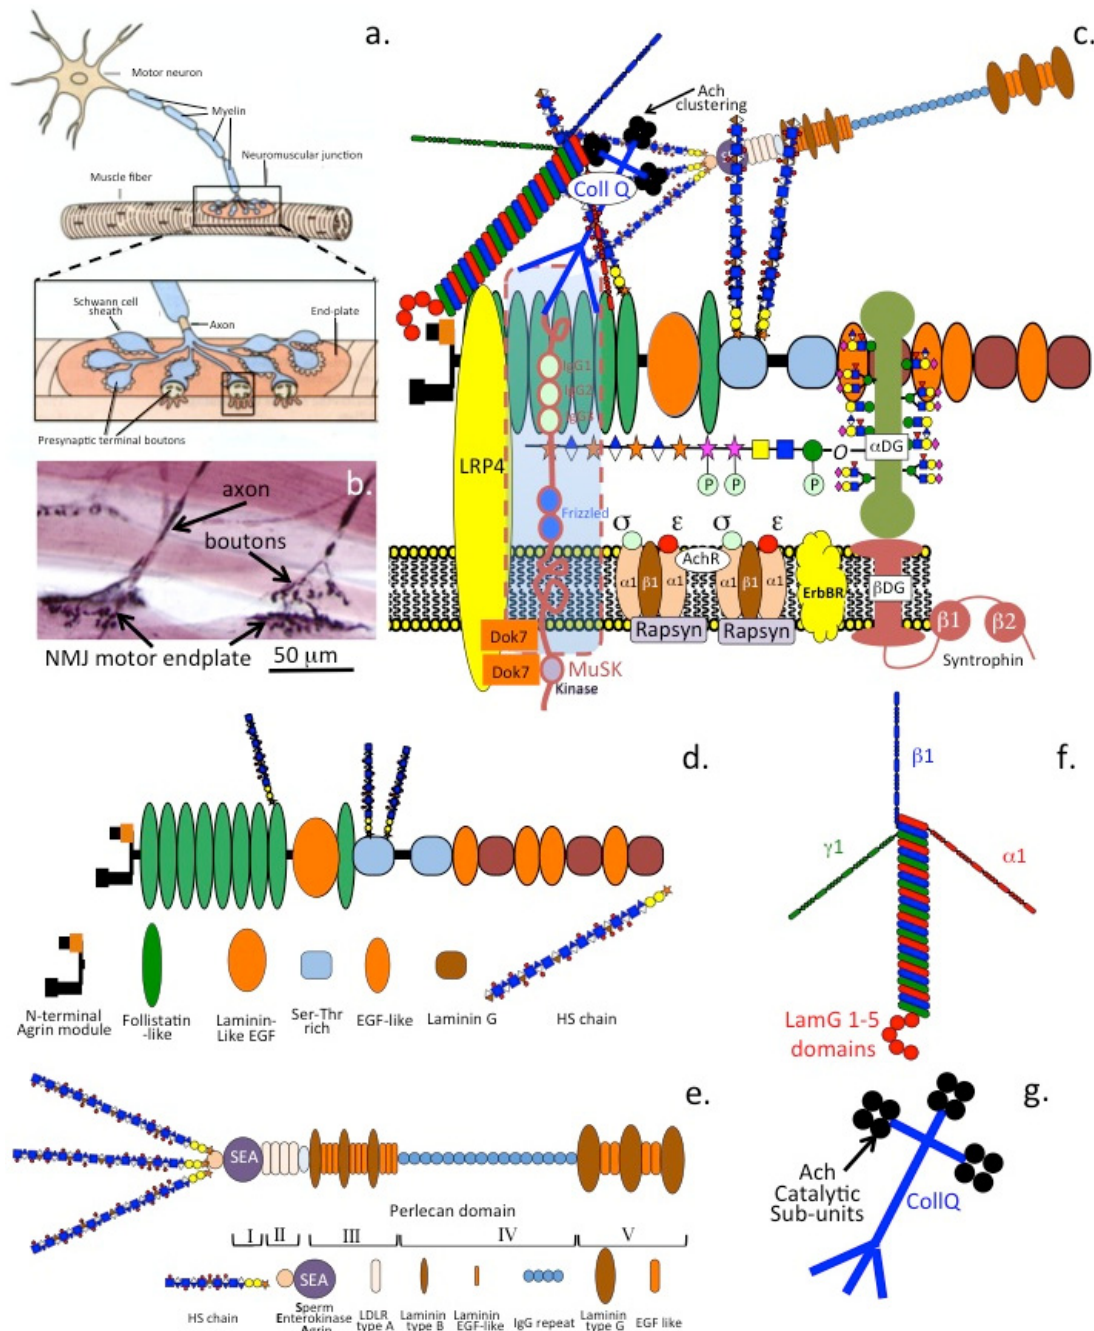 a.
Motor neuron
Myelin
Neuromuscular junction
Muscle fiber
Schwann cell
sheath
Axon
End-plate
Presynaptic terminal boutons
b.
axon
boutons
NMJ motor endplate
50 μm
c.
Ach
clustering
Coll Q
IgG1
IgG2
IgG3
LRP4
Frizzled
P
P
P
O
αDG
σ
ε
σ
ε
AchR
α1
β1
α1
α1
β1
α1
ErbBR
βDG
Rapsyn
Rapsyn
β1
β2
Syntrophin
Dok7
Dok7
MuSK
Kinase
d.
N-terminal
Agrin module
Follistatin
-like
Laminin-
Like EGF
Ser-Thr
rich
EGF-like
Laminin G
HS chain
e.
SEA
Perlecan domain
I
II
III
IV
V
SEA
HS chain
Sperm
Enterokinase
Agrin
LDLR
type A
Laminin
type B
Laminin
EGF-like
IgG repeat
Laminin
type G
EGF like
f.
β1
γ1
α1
LamG 1-5
domains
g.
Ach
Catalytic
Sub-units
CollQ